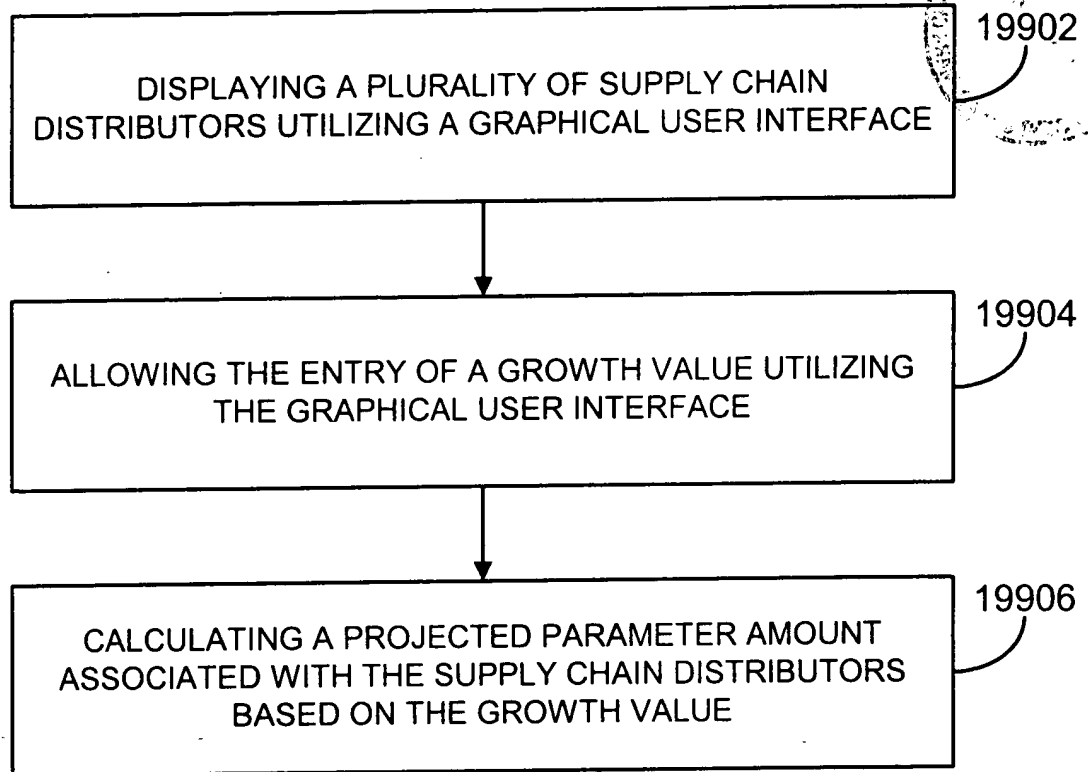 19902
DISPLAYING A PLURALITY OF SUPPLY CHAIN
DISTRIBUTORS UTILIZING A GRAPHICAL USER INTERFACE
19904
ALLOWING THE ENTRY OF A GROWTH VALUE UTILIZING
THE GRAPHICAL USER INTERFACE
19906
CALCULATING A PROJECTED PARAMETER AMOUNT
ASSOCIATED WITH THE SUPPLY CHAIN DISTRIBUTORS
BASED ON THE GROWTH VALUE